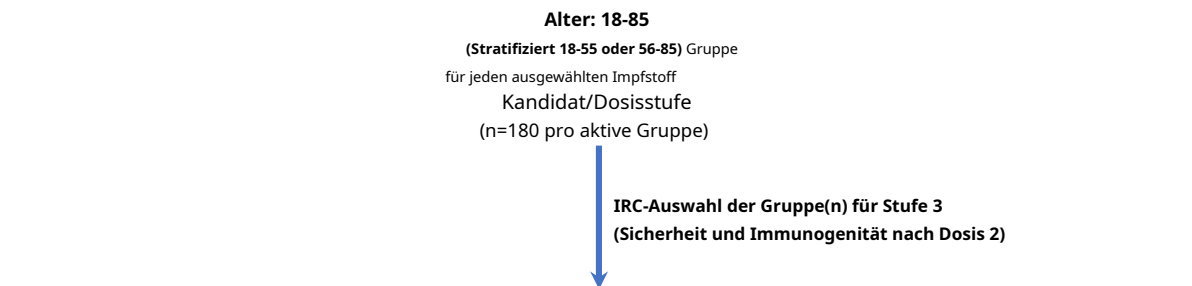 Alter: 18-85
(Stratifiziert 18-55 oder 56-85) Gruppe
für jeden ausgewählten Impfstoff
Kandidat/Dosisstufe
(n=180 pro aktive Gruppe)
IRC-Auswahl der Gruppe(n) für Stufe 3
(Sicherheit und Immunogenität nach Dosis 2)